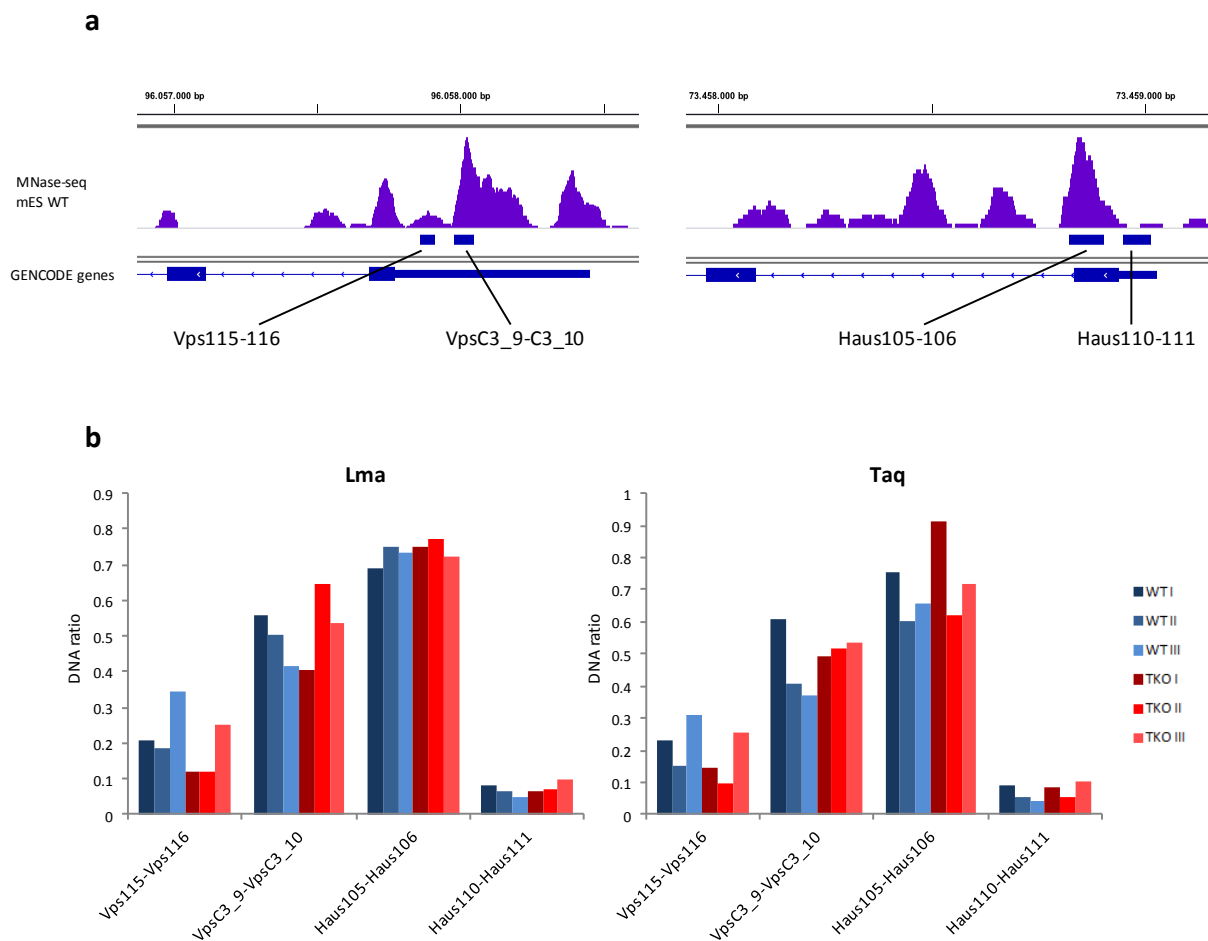 a
96.057.000 bp
96.058.000 bp
73.458.000 bp
73.459.000 bp
MNase-seq
mES WT
GENCODE genes
Vps115-116
VpsC3_9-C3_10
Haus105-106
Haus110-111
b
Lma
DNA ratio
0.9
0.8
0.7
0.6
0.5
0.4
0.3
0.2
0.1
0
Vps115-Vps116
VpsC3_9-VpsC3_10
Haus105-Haus106
Haus110-Haus111
Taq
DNA ratio
1
0.9
0.8
0.7
0.6
0.5
0.4
0.3
0.2
0.1
0
Vps115-Vps116
VpsC3_9-VpsC3_10
Haus105-Haus106
Haus110-Haus111
WT I
WT II
WT III
TKO I
TKO II
TKO III